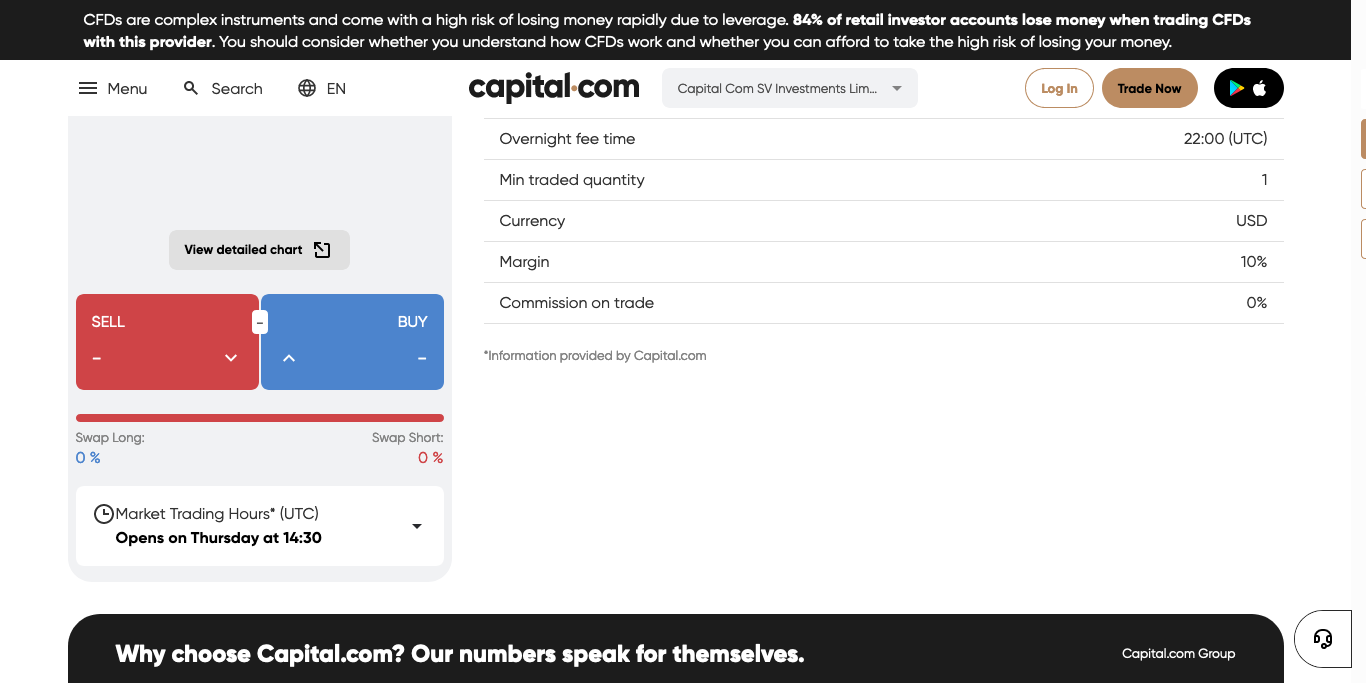 CFDs are complex instruments and come with a high risk of losing money rapidly due to leverage. 84% of retail investor accounts lose money when trading CFDs
with this provider. You should consider whether you understand how CFDs work and whether you can afford to take the high risk of losing your money.
Menu Search EN capital.com Capital Com SV Investments Lim... Log In Trade Now
Overnight fee time 22:00 (UTC)
Min traded quantity 1
Currency USD
Margin 10%
Commission on trade 0%
*Information provided by Capital.com
View detailed chart
SELL - BUY
- -
Swap Long: Swap Short:
0 % 0 %
Market Trading Hours* (UTC)
Opens on Thursday at 14:30
Why choose Capital.com? Our numbers speak for themselves. Capital.com Group